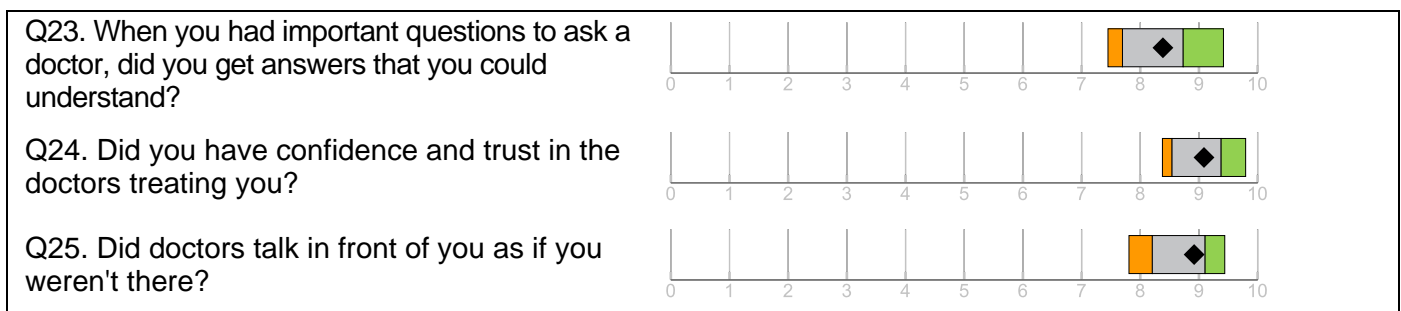 Q23. When you had important questions to ask a
doctor, did you get answers that you could
understand?
0 1 2 3 4 5 6 7 8 9 10
Q24. Did you have confidence and trust in the
doctors treating you?
0 1 2 3 4 5 6 7 8 9 10
Q25. Did doctors talk in front of you as if you
weren't there?
0 1 2 3 4 5 6 7 8 9 10